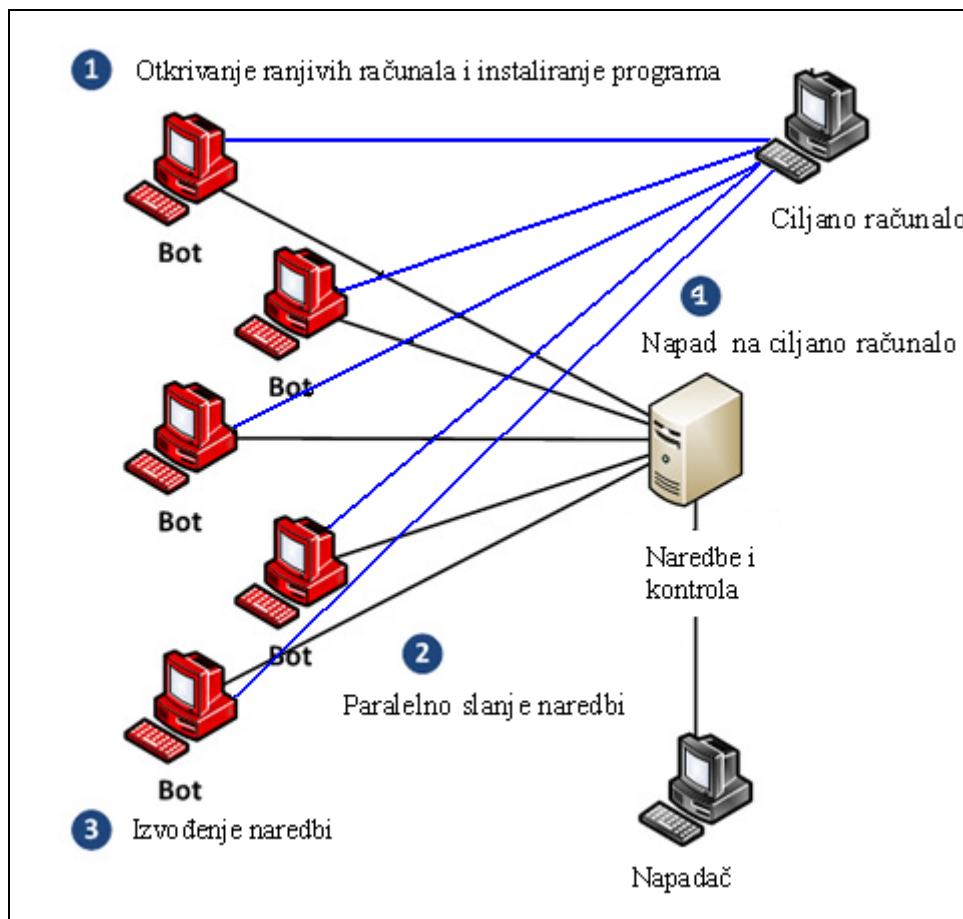 1 Otkrivanje ranjivih računala i instaliranje programa
Bot
Ciljano računalo
Bot
4
Napad na ciljano računalo
Bot
Naredbe i
kontrola
Bot
2
Paralelno slanje naredbi
Bot
3 Izvođenje naredbi
Napadač